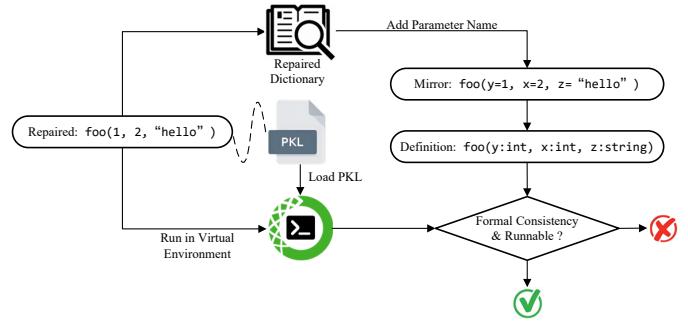 Add Parameter Name
Repaired
Dictionary
Mirror: foo(y=1, x=2, z= “hello” )
Repaired: foo(1, 2, “hello” )
PKL
Definition: foo(y:int, x:int, z:string)
Load PKL
Run in Virtual
Environment
Formal Consistency
& Runnable ?